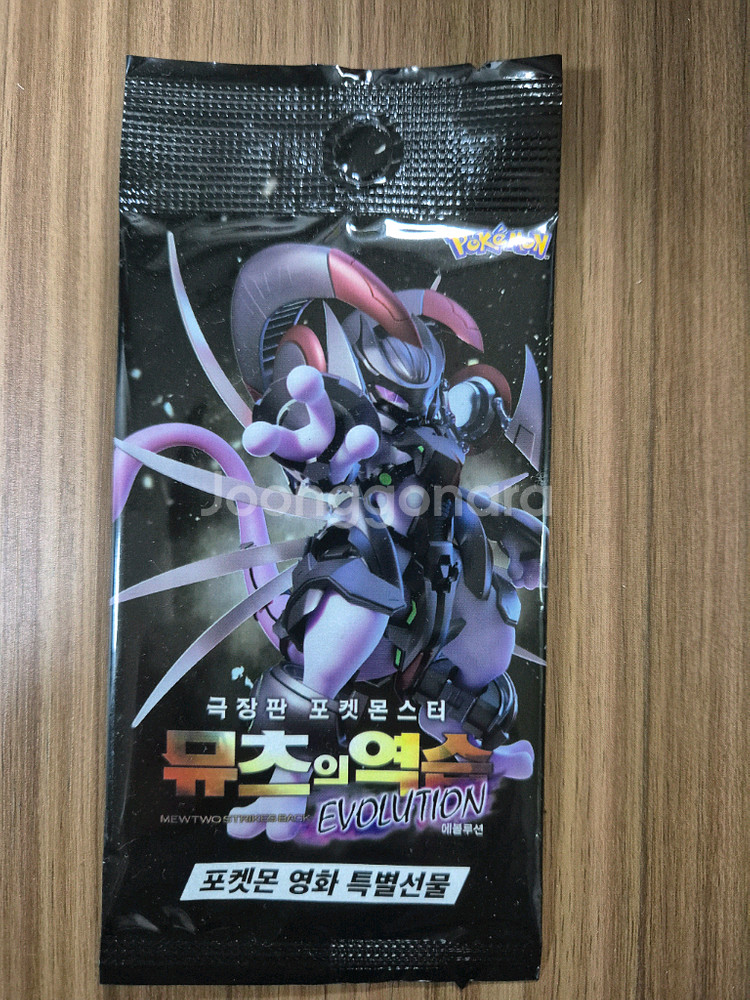 POKéMON
Joonggonara
극장판 포켓몬스터
뮤츠의 역습
MEWTWO STRIKES BACK
EVOLUTION
에볼루션
포켓몬 영화 특별선물